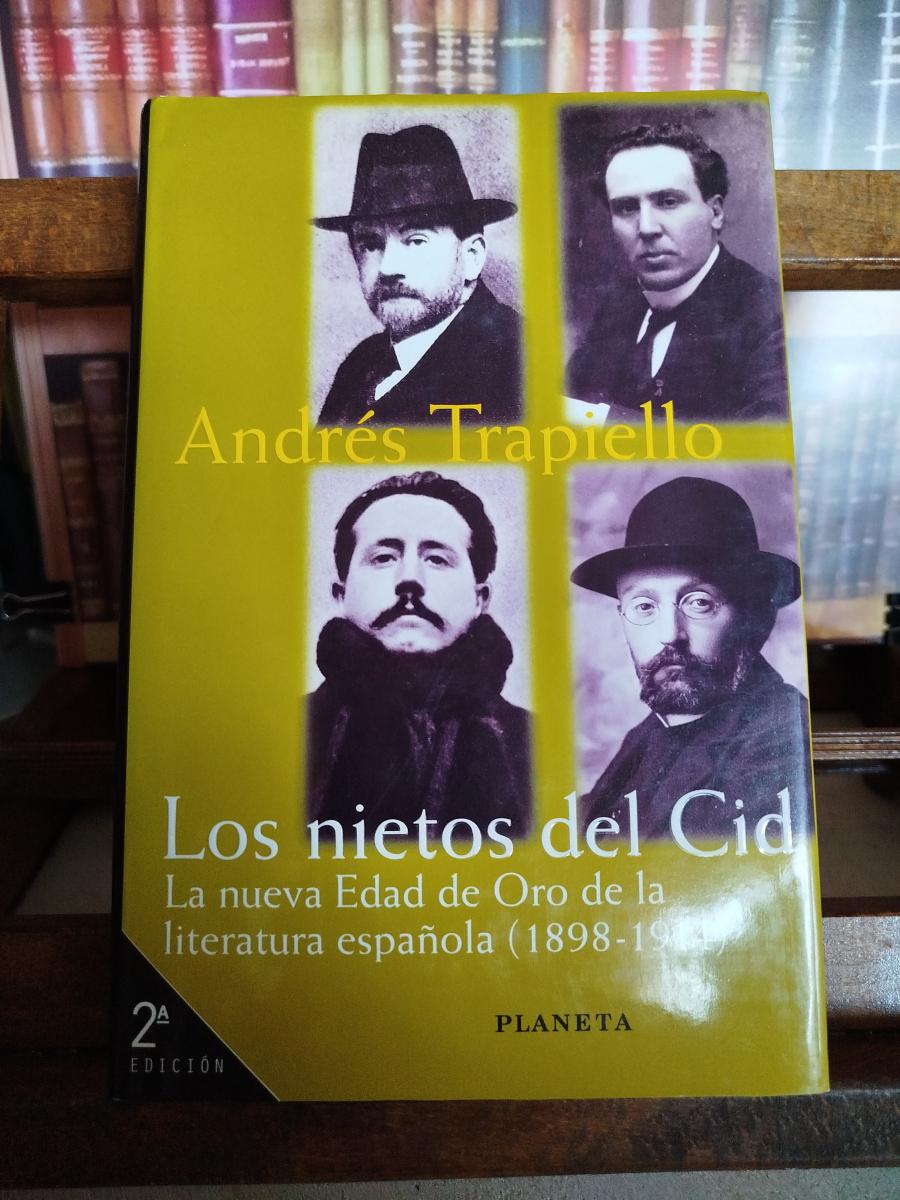 Andrés Trapiello
Los nietos del Cid
La nueva Edad de Oro de la
literatura española (1898-1914)
PLANETA
2ª
EDICIÓN